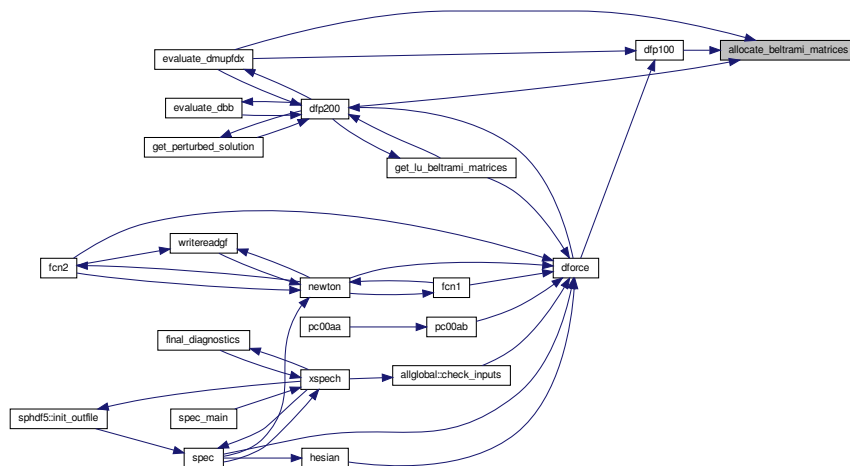 allocate_beltrami_matrices
dfp100
evaluate_dmupfdx
evaluate_dbb
dfp200
get_perturbed_solution
get_lu_beltrami_matrices
writereadgf
fcn2
dforce
newton
fcn1
pc00aa
pc00ab
final_diagnostics
xspech
allglobal::check_inputs
sphdf5::init_outfile
spec_main
spec
hesian